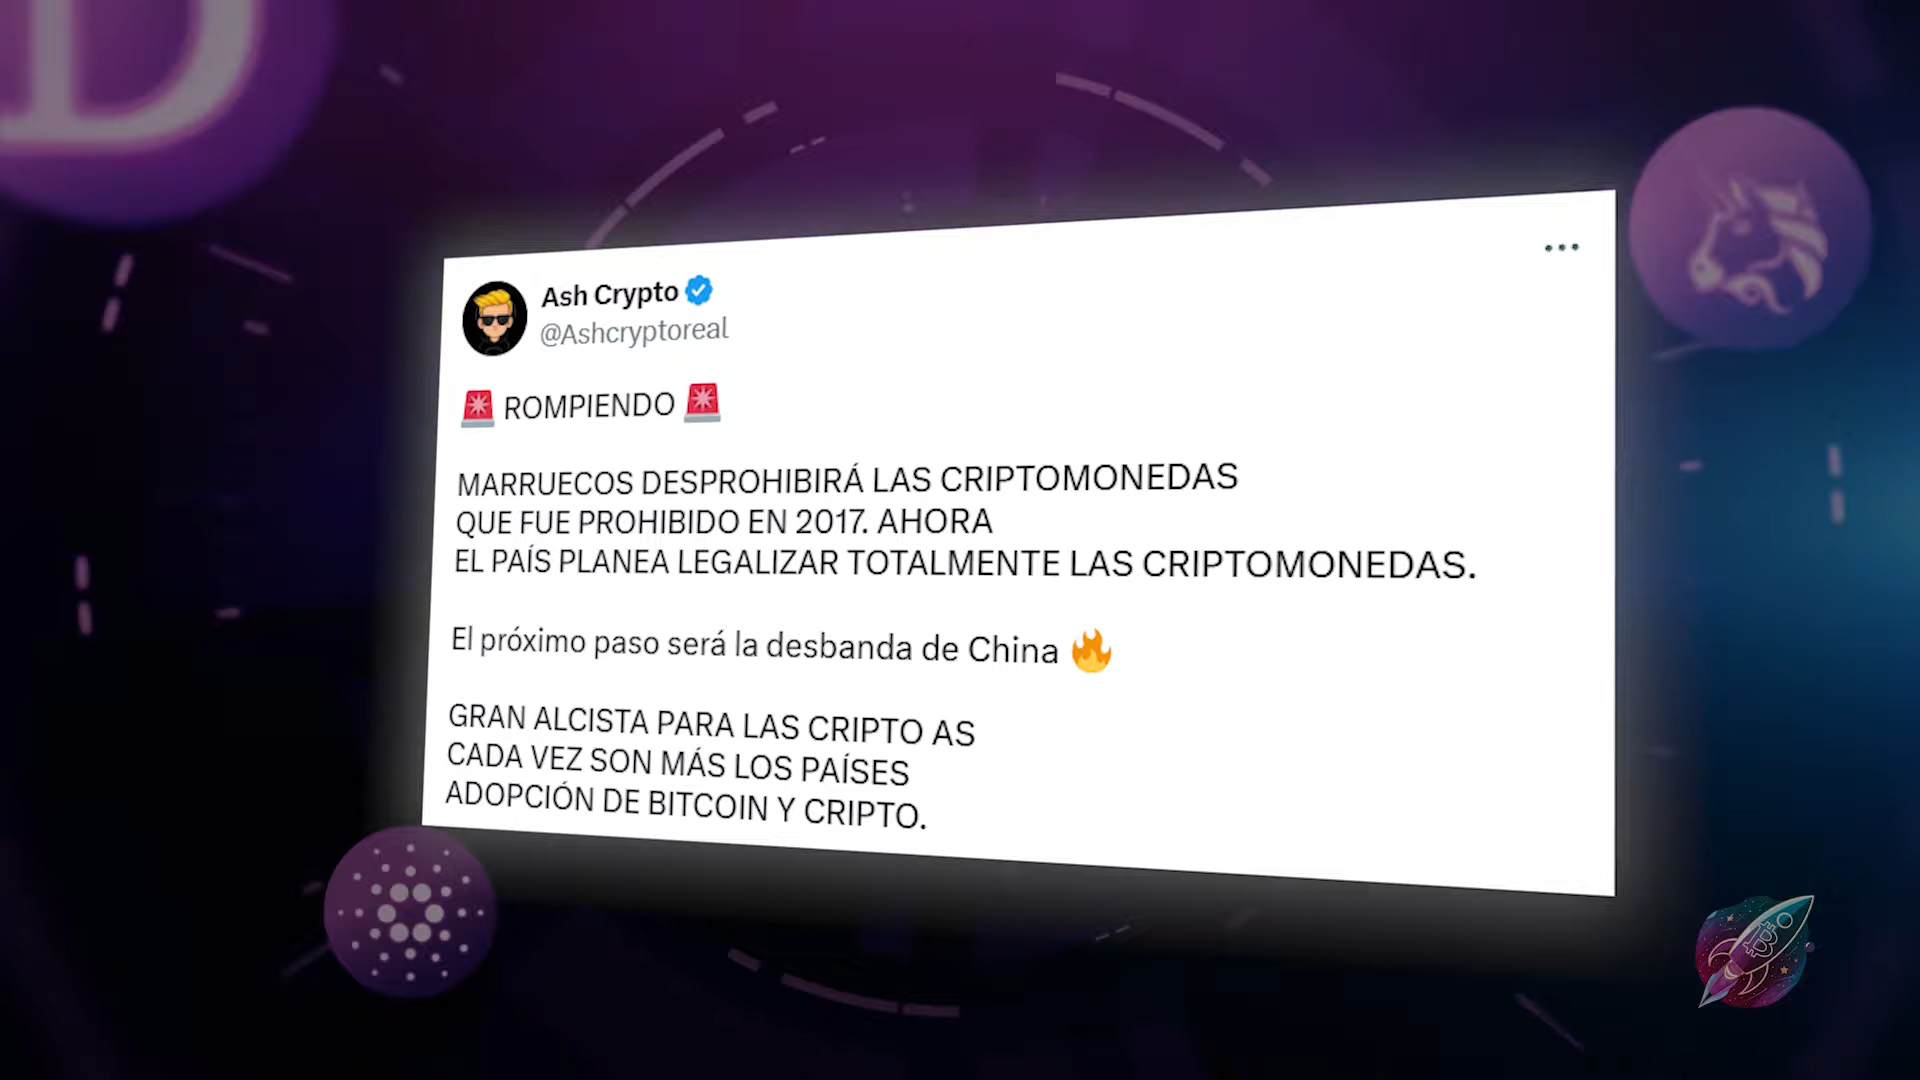 Ash Crypto
@Ashcryptoreal
ROMPIENDO
MARRUECOS DESPROHIBIRÁ LAS CRIPTOMONEDAS
QUE FUE PROHIBIDO EN 2017. AHORA
EL PAÍS PLANEA LEGALIZAR TOTALMENTE LAS CRIPTOMONEDAS.
El próximo paso será la desbanda de China
GRAN ALCISTA PARA LAS CRIPTO AS
CADA VEZ SON MÁS LOS PAÍSES
ADOPCIÓN DE BITCOIN Y CRIPTO.